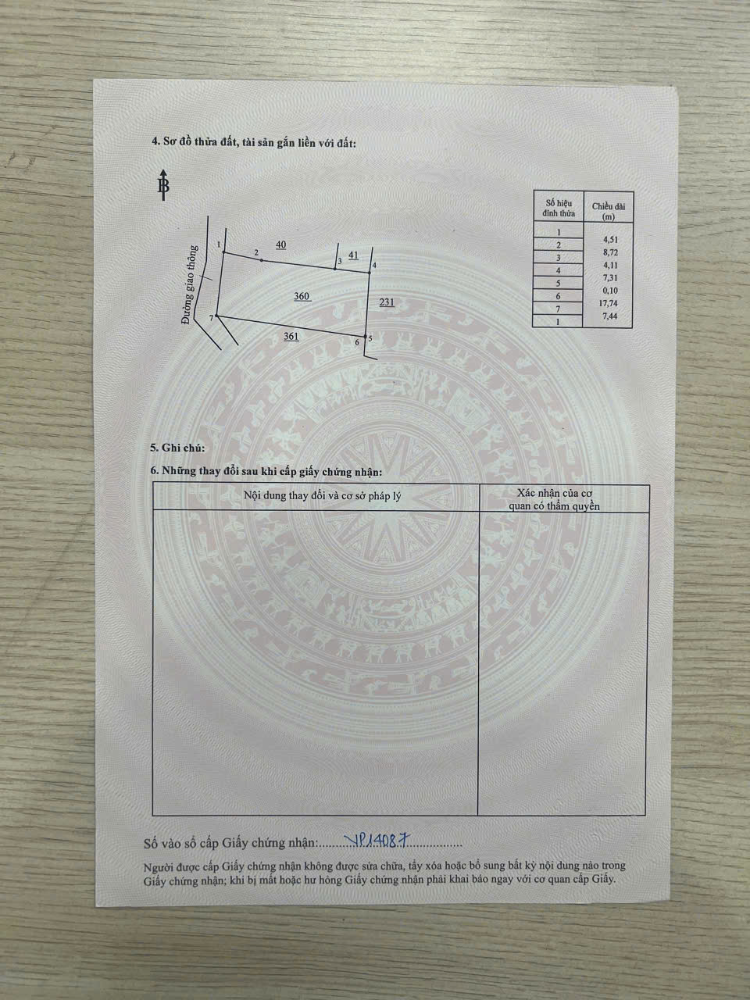 4. Sơ đồ thửa đất, tài sản gắn liền với đất:
B
Đường giao thông
1
2
40
3
41
4
360
231
7
361
6
5
Số hiệu đỉnh thửa
Chiều dài (m)
1
4,51
2
8,72
3
4,11
4
7,31
5
0,10
6
17,74
7
7,44
1
5. Ghi chú:
6. Những thay đổi sau khi cấp giấy chứng nhận:
Nội dung thay đổi và cơ sở pháp lý
Xác nhận của cơ
quan có thẩm quyền
Số vào sổ cấp Giấy chứng nhận:.........VP14087..................
Người được cấp Giấy chứng nhận không được sửa chữa, tẩy xóa hoặc bổ sung bất kỳ nội dung nào trong
Giấy chứng nhận; khi bị mất hoặc hư hỏng Giấy chứng nhận phải khai báo ngay với cơ quan cấp Giấy.